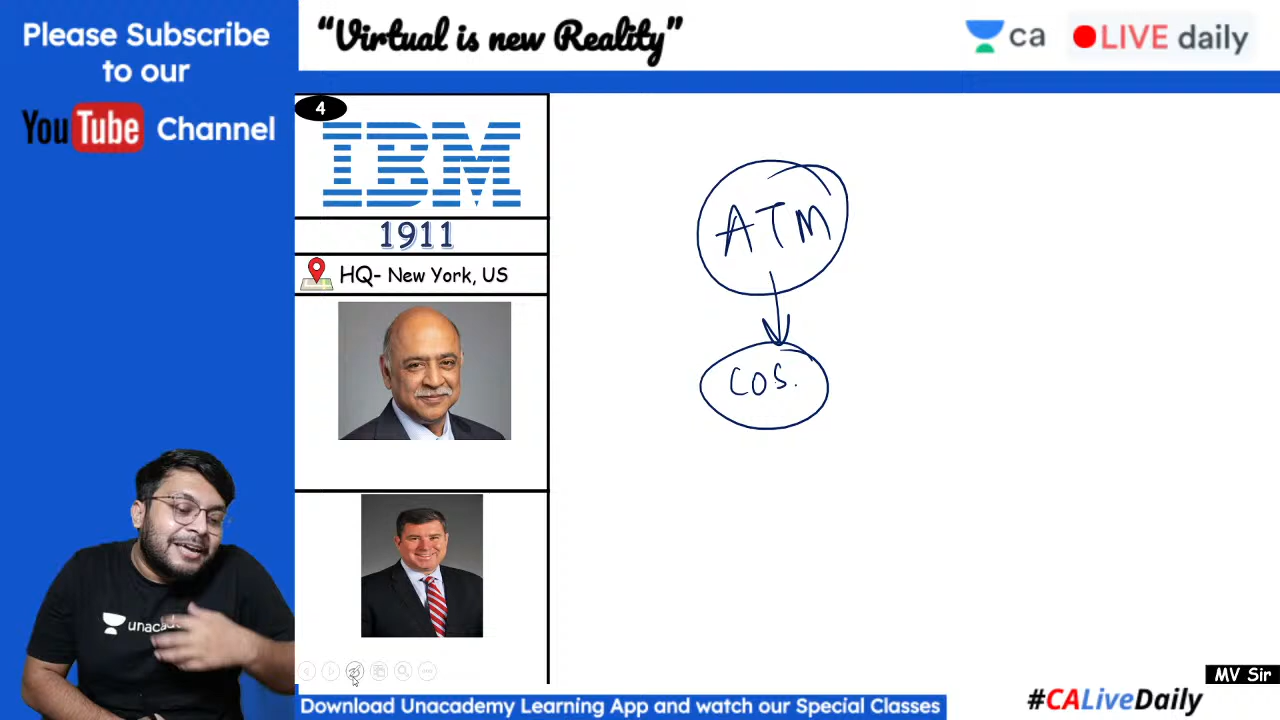 Please Subscribe
to our
YouTube Channel
"Virtual is new Reality"
ca
LIVE daily
4
IBM
1911
HQ- New York, US
ATM
COS.
unaca
MV Sir
Download Unacademy Learning App and watch our Special Classes
#CALiveDaily